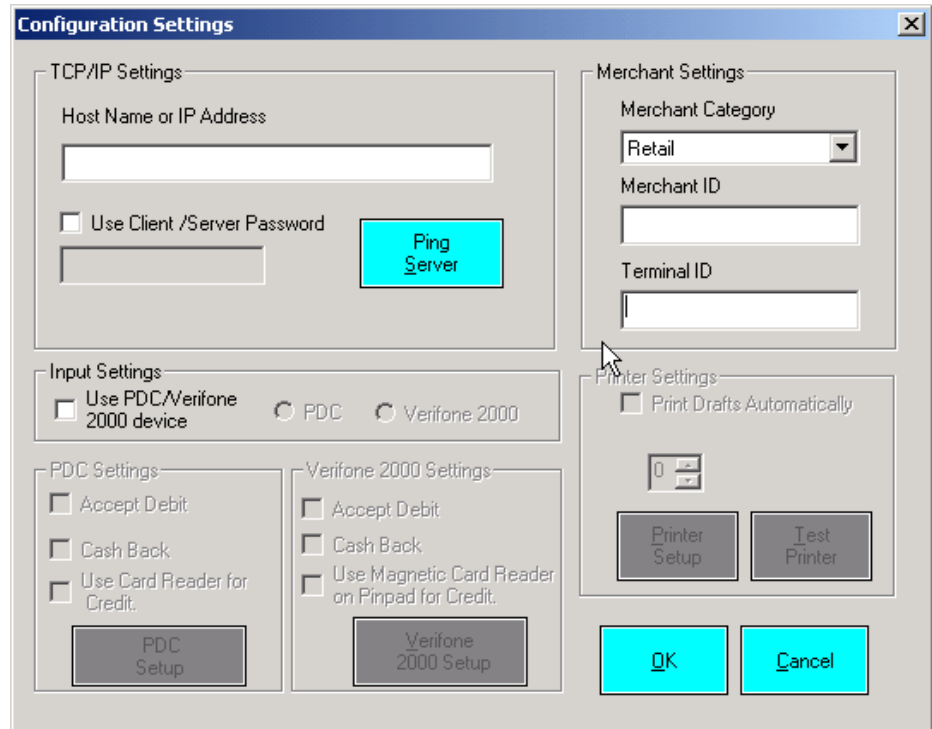 Configuration Settings
TCP/IP Settings
Host Name or IP Address
Use Client /Server Password
Ping
Server
Merchant Settings
Merchant Category
Retail
Merchant ID
Terminal ID
Input Settings
Use PDC/Verifone
2000 device
PDC
Verifone 2000
Printer Settings
Print Drafts Automatically
0
Printer
Setup
Test
Printer
PDC Settings
Accept Debit
Cash Back
Use Card Reader for
Credit.
PDC
Setup
Verifone 2000 Settings
Accept Debit
Cash Back
Use Magnetic Card Reader
on Pinpad for Credit.
Verifone
2000 Setup
OK
Cancel